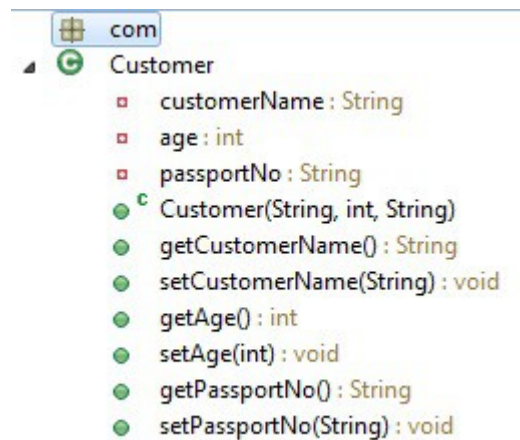 com
Customer
customerName : String
age : int
passportNo : String
C Customer(String, int, String)
getCustomerName() : String
setCustomerName(String) : void
getAge() : int
setAge(int) : void
getPassportNo() : String
setPassportNo(String) : void